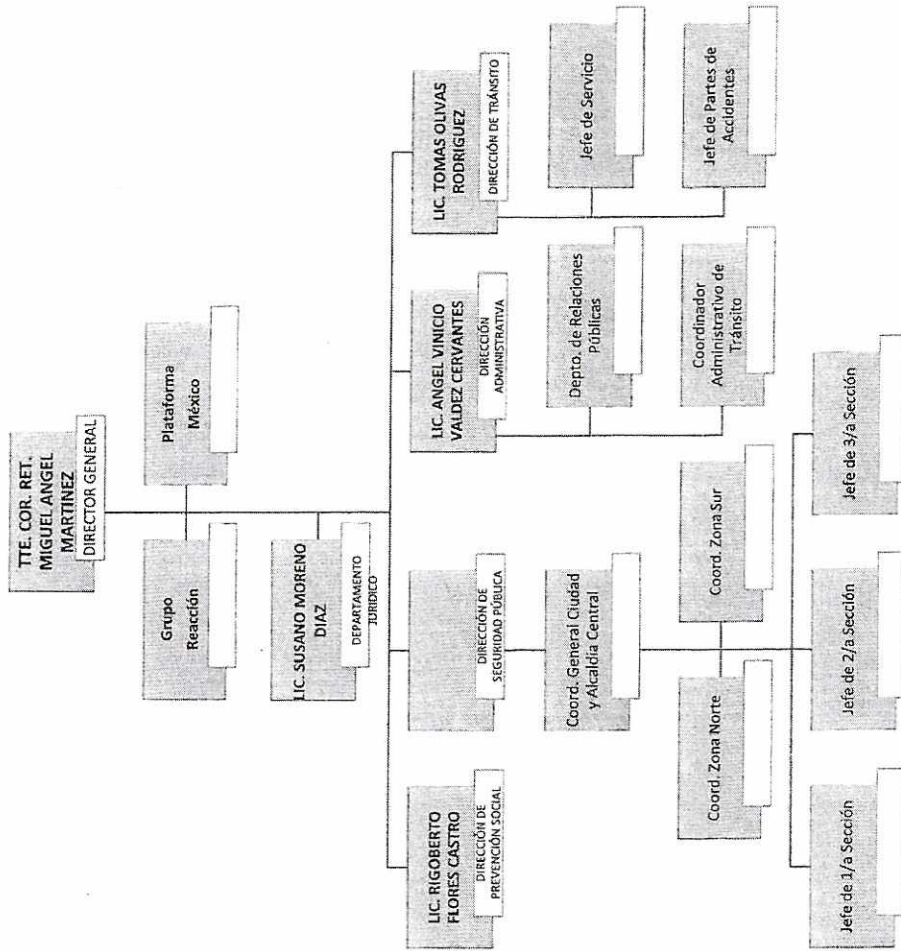 TTE. COR. RET.
MIGUEL ANGEL
MARTINEZ
DIRECTOR GENERAL
Grupo
Reacción
Plataforma
México
LIC. SUSANO MORENO
DIAZ
DEPARTAMENTO
JURIDICO
LIC. RIGOBERTO
FLORES CASTRO
DIRECCIÓN DE
PREVENCIÓN SOCIAL
DIRECCIÓN DE
SEGURIDAD PÚBLICA
LIC. ANGEL VINICIO
VALDEZ CERVANTES
DIRECCIÓN
ADMINISTRATIVA
LIC. TOMAS OLIVAS
RODRIGUEZ
DIRECCIÓN DE TRÁNSITO
Coord. General Ciudad
y Alcaldía Central
Depto. de Relaciones
Públicas
Jefe de Servicio
Coord. Zona Norte
Coord. Zona Sur
Coordinador
Administrativo de
Tránsito
Jefe de Partes de
Accidentes
Jefe de 1/a Sección
Jefe de 2/a Sección
Jefe de 3/a Sección